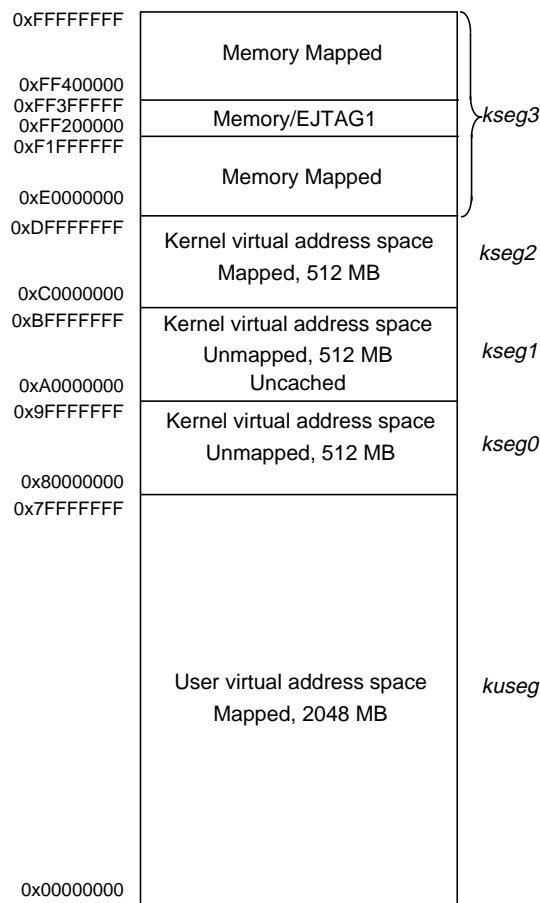 0xFFFFFFFF
Memory Mapped
0xFF400000
0xFF3FFFFF
Memory/EJTAG1
kseg3
0xFF200000
0xF1FFFFFF
Memory Mapped
0xE0000000
0xDFFFFFFF
Kernel virtual address space
Mapped, 512 MB
kseg2
0xC0000000
0xBFFFFFFF
Kernel virtual address space
Unmapped, 512 MB
Uncached
kseg1
0xA0000000
0x9FFFFFFF
Kernel virtual address space
Unmapped, 512 MB
kseg0
0x80000000
0x7FFFFFFF
User virtual address space
Mapped, 2048 MB
kuseg
0x00000000